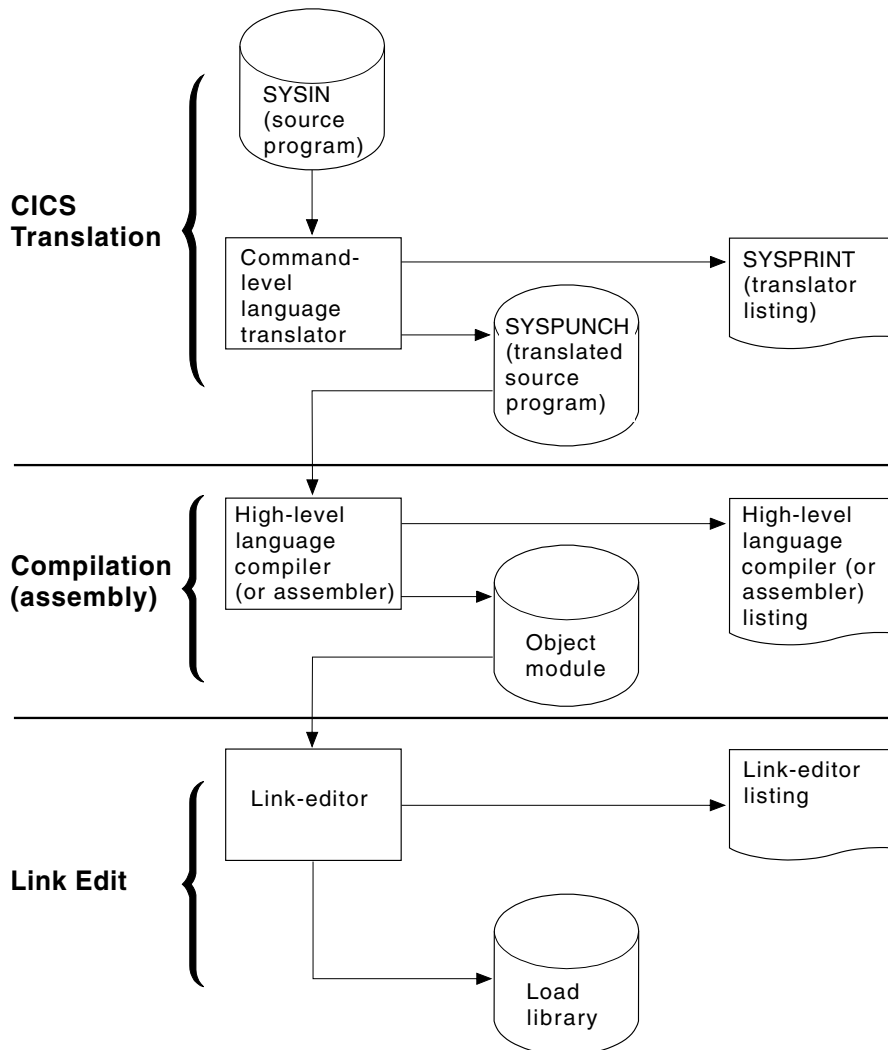 SYSIN
(source
program)
CICS
Translation
Command-
level
language
translator
SYSPRINT
(translator
listing)
SYSPUNCH
(translated
source
program)
Compilation
(assembly)
High-level
language
compiler
(or assembler)
High-level
language
compiler (or
assembler)
listing
Object
module
Link Edit
Link-editor
Link-editor
listing
Load
library